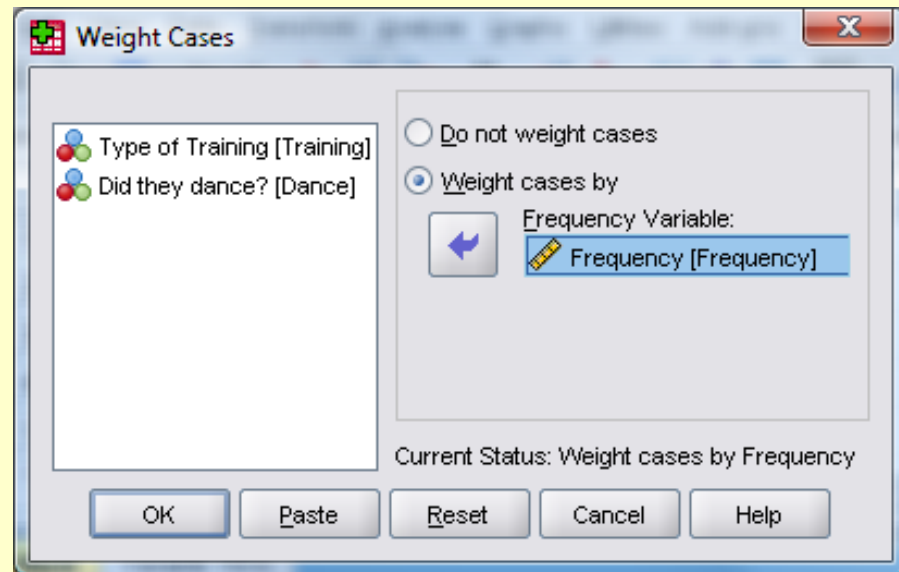 Weight Cases
Type of Training [Training]
Did they dance? [Dance]
Do not weight cases
Weight cases by
Frequency Variable:
Frequency [Frequency]
Current Status: Weight cases by Frequency
OK
Paste
Reset
Cancel
Help